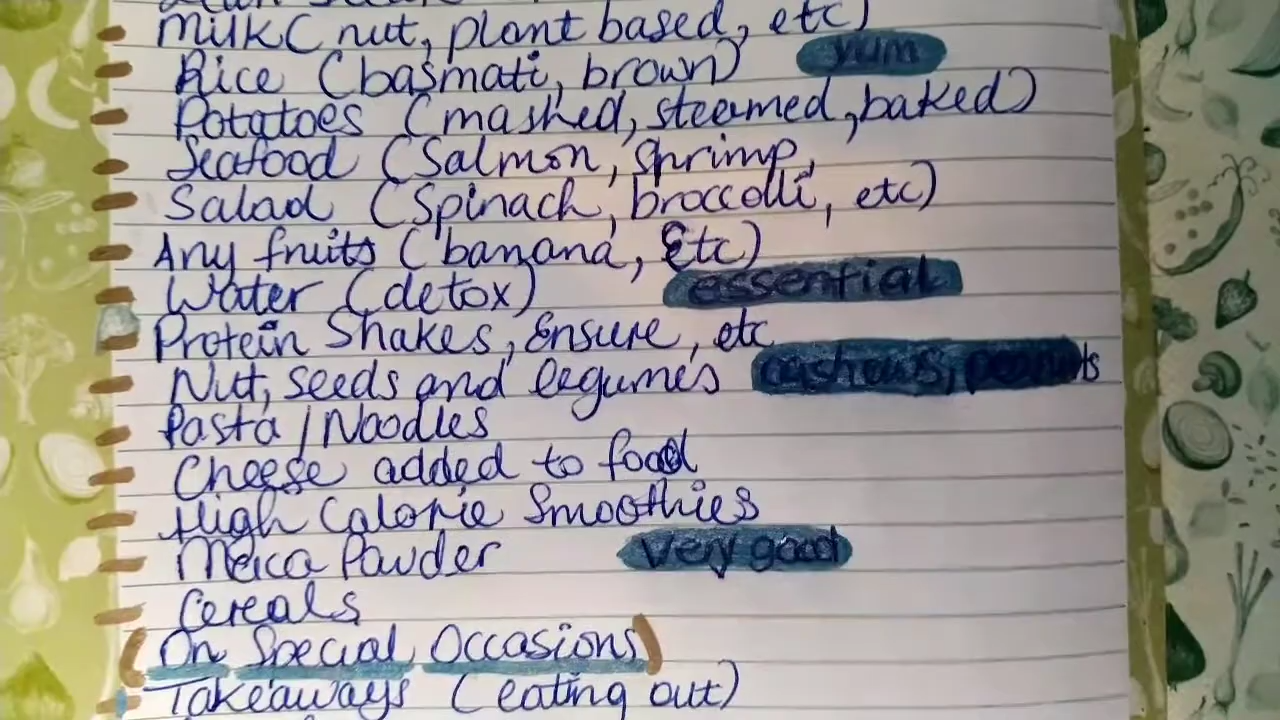 Milk ( nut, plant based, etc)
Rice (basmati, brown) yum
Potatoes (mashed, steamed, baked)
Seafood (Salmon, shrimp,
Salad (Spinach, broccolli, etc)
Any fruits (banana, Etc)
Water (detox) essential
Protein Shakes, Ensure, etc
Nut, seeds and legumes cashews, peanuts
Pasta / Noodles
Cheese added to food
High Calorie Smoothies
Maca Powder Very good
Cereals
(On Special Occasions)
Takeaways (eating out)